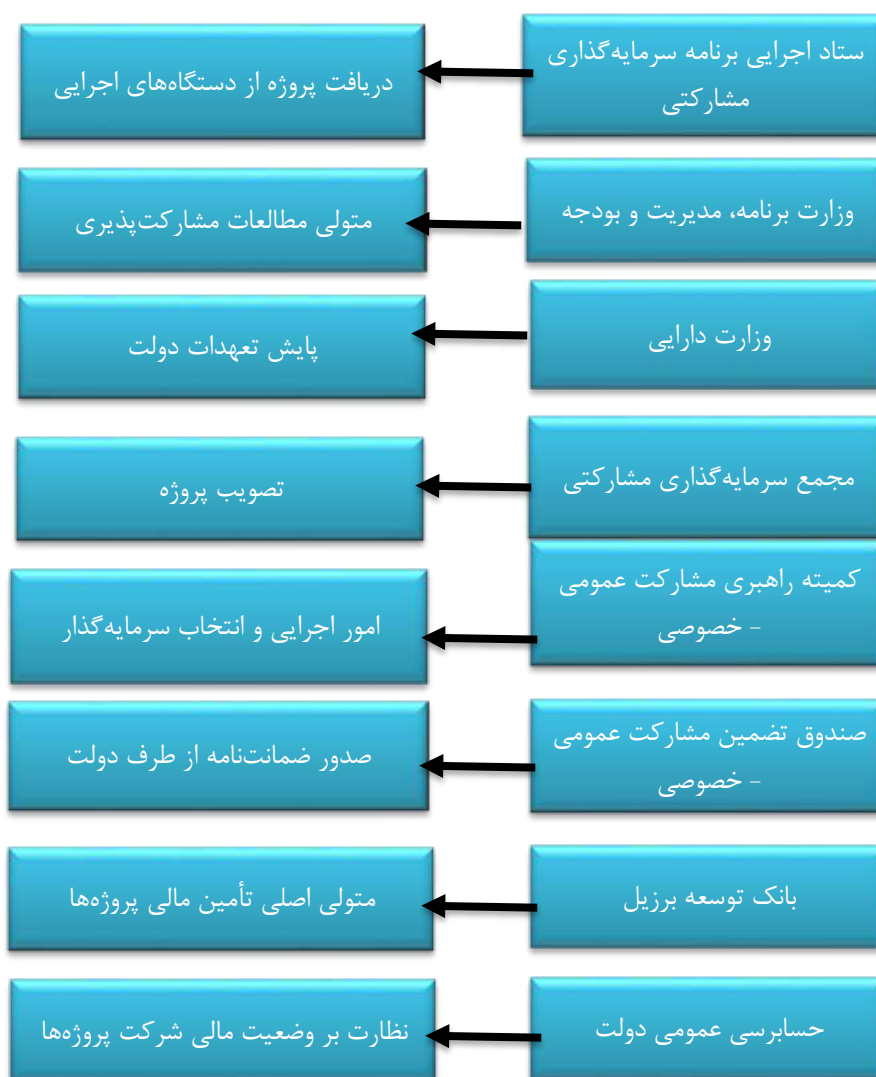 ستاد اجرایی برنامه سرمایه‌گذاری
مشارکتی
دریافت پروژه از دستگاه‌های اجرایی
وزارت برنامه، مدیریت و بودجه
متولی مطالعات مشارکت‌پذیری
وزارت دارایی
پایش تعهدات دولت
مجمع سرمایه‌گذاری مشارکتی
تصویب پروژه
کمیته راهبری مشارکت عمومی
- خصوصی
امور اجرایی و انتخاب سرمایه‌گذار
صندوق تضمین مشارکت عمومی
- خصوصی
صدور ضمانت‌نامه از طرف دولت
بانک توسعه برزیل
متولی اصلی تأمین مالی پروژه‌ها
حسابرسی عمومی دولت
نظارت بر وضعیت مالی شرکت پروژه‌ها